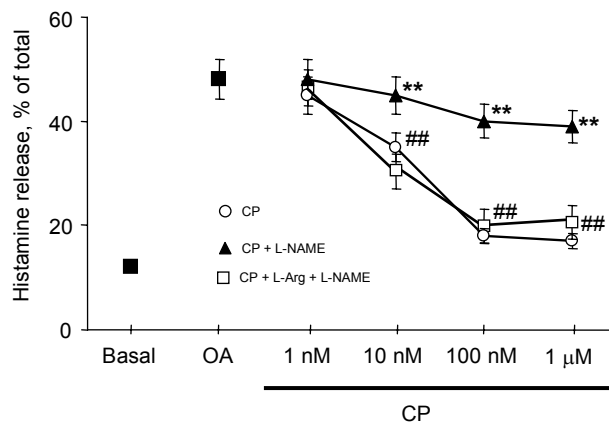 Histamine release, % of total
60
40
20
0
**
**
**
##
##
##
CP
CP + L-NAME
CP + L-Arg + L-NAME
Basal OA 1 nM 10 nM 100 nM 1 μM
CP